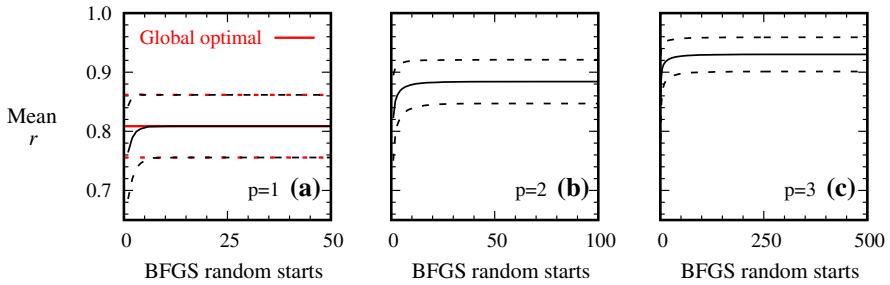 1.0
0.9
0.8
0.7
Mean
r
Global optimal
p=1 (a)
0 25 50
BFGS random starts
p=2 (b)
0 50 100
BFGS random starts
p=3 (c)
0 250 500
BFGS random starts